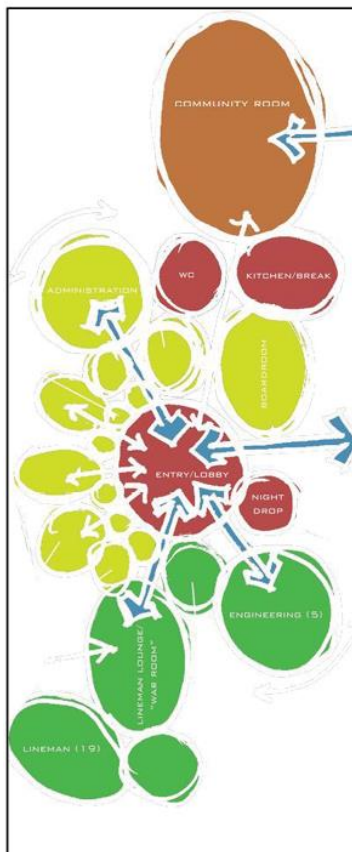 COMMUNITY ROOM
ADMINISTRATION
WC
KITCHEN/BREAK
BOARDROOM
ENTRY/LOBBY
NIGHT
DROP
ENGINEERING (5)
LINEMAN LOUNGE/
"WAR ROOM"
LINEMAN (19)